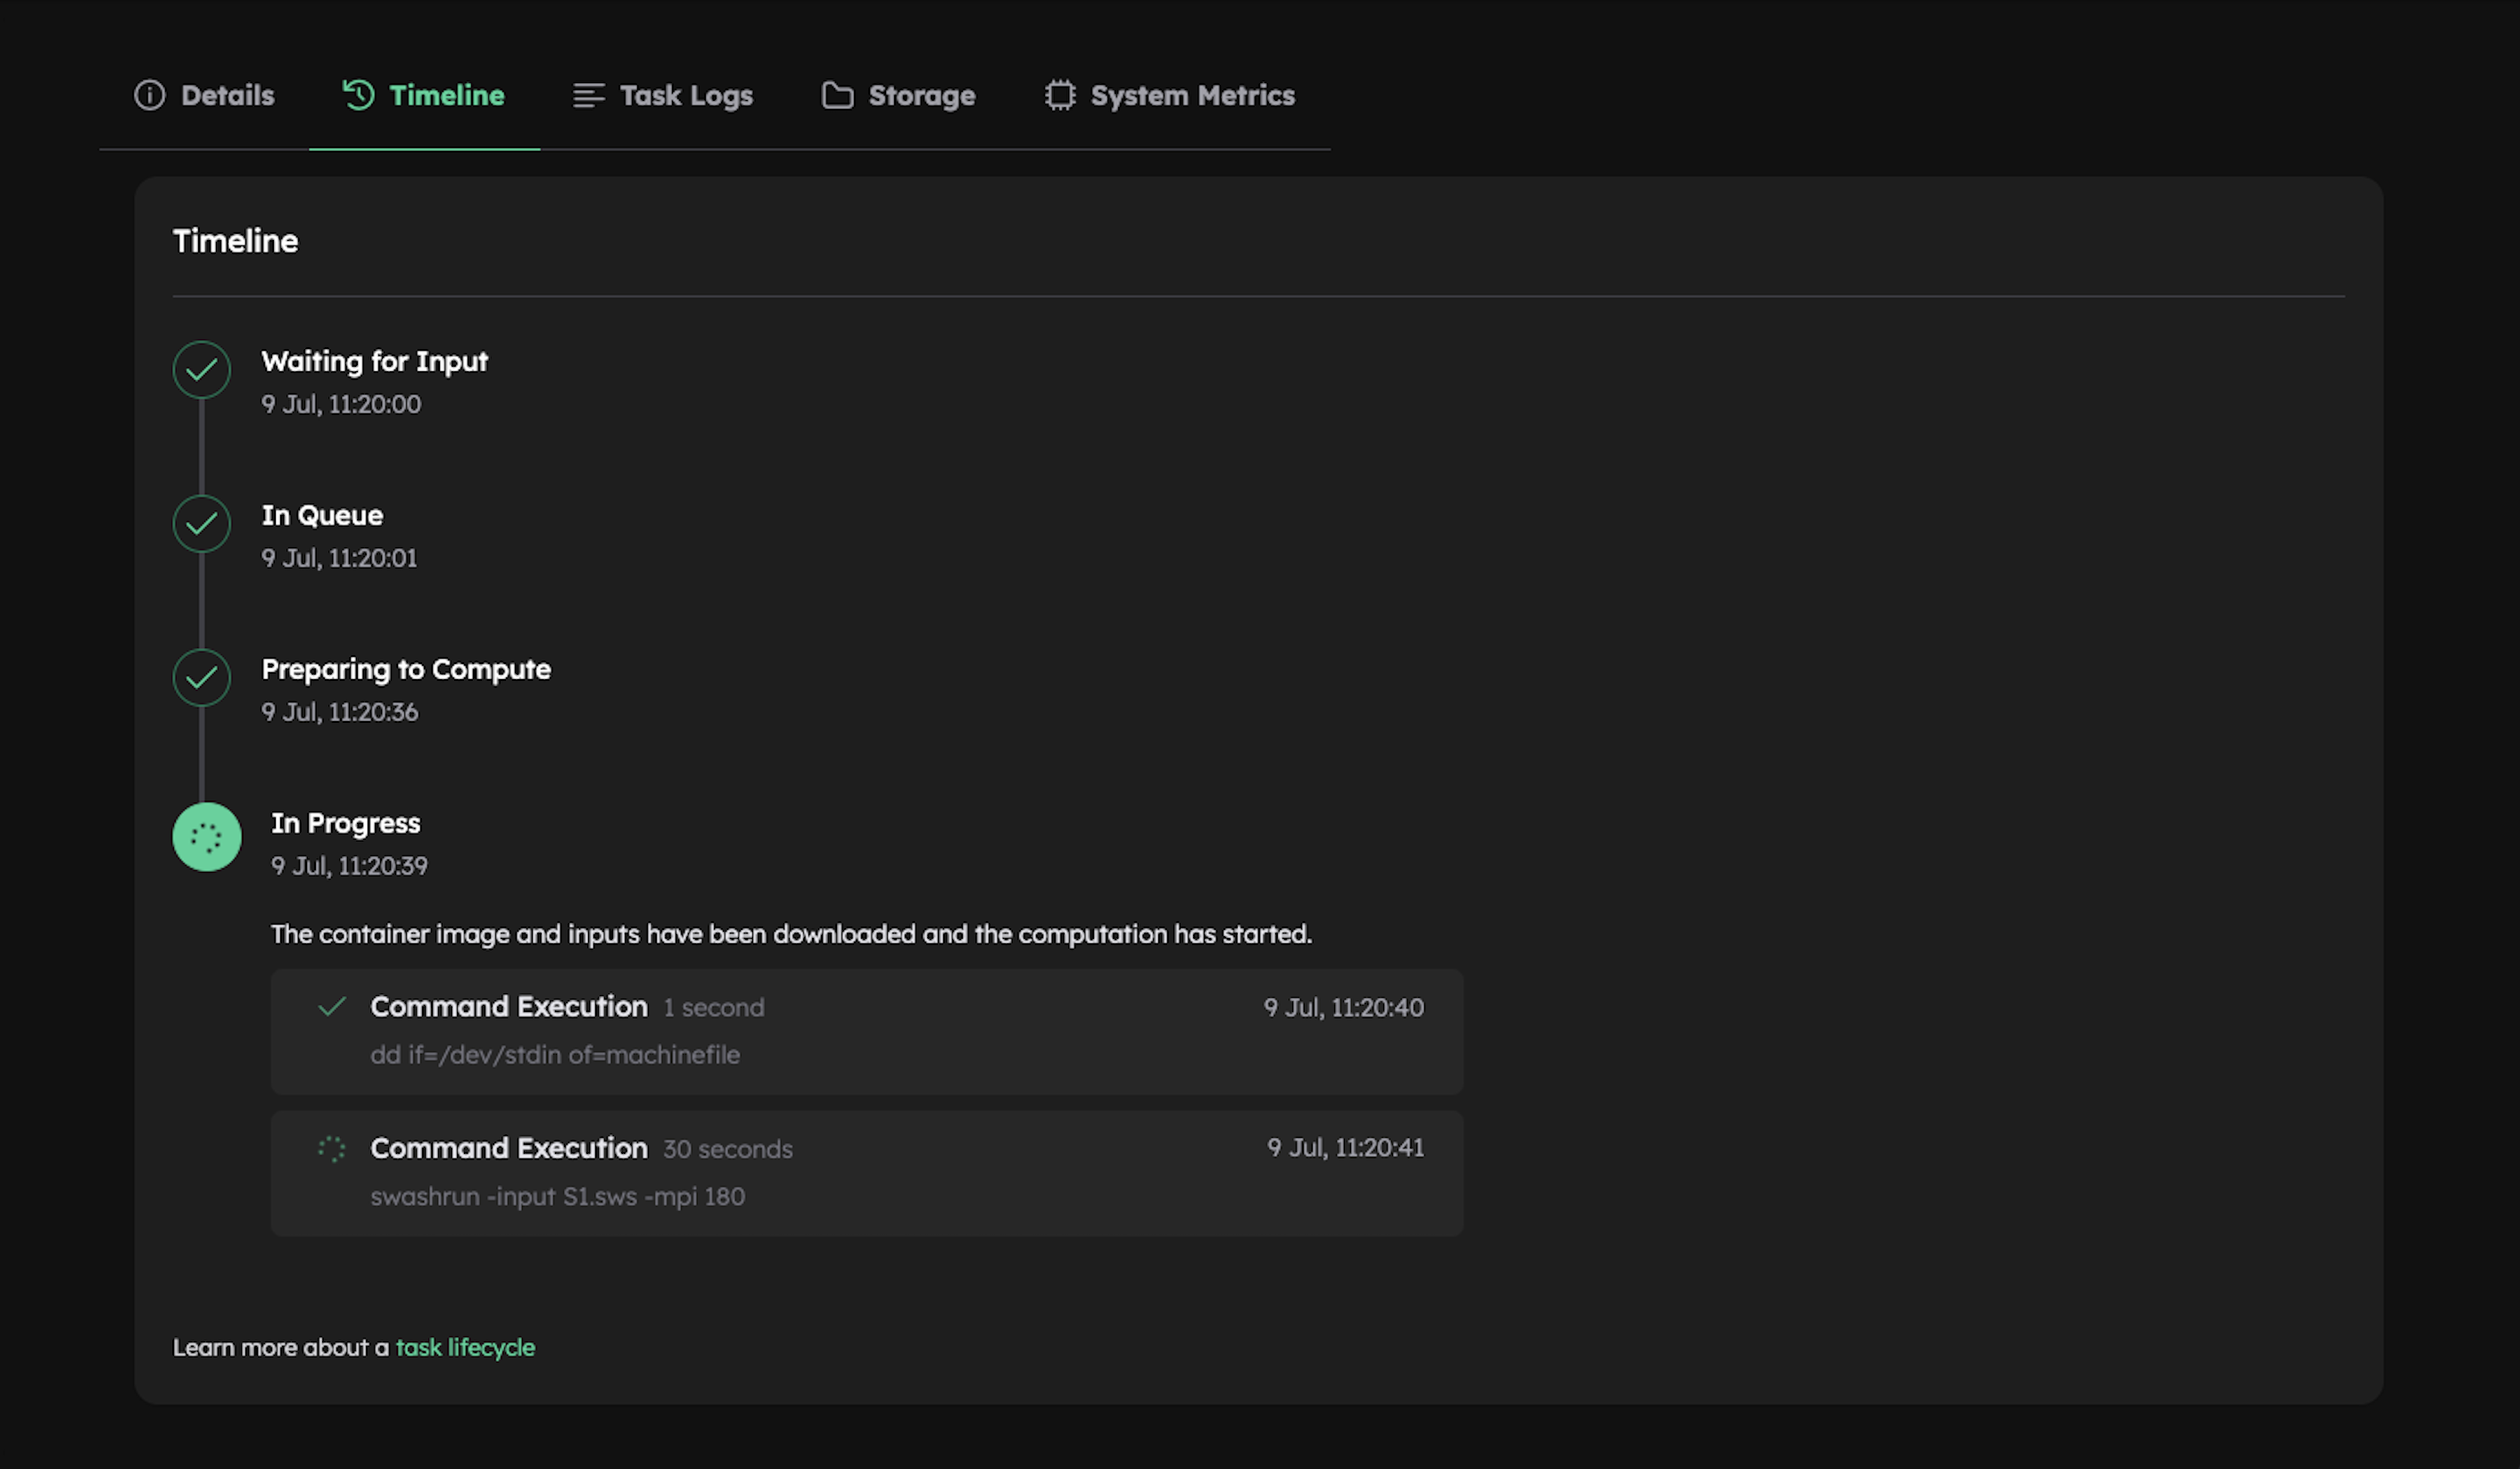 Details Timeline Task Logs Storage System Metrics
Timeline
Waiting for Input
9 Jul, 11:20:00
In Queue
9 Jul, 11:20:01
Preparing to Compute
9 Jul, 11:20:36
In Progress
9 Jul, 11:20:39
The container image and inputs have been downloaded and the computation has started.
Command Execution 1 second 9 Jul, 11:20:40
dd if=/dev/stdin of=machinefile
Command Execution 30 seconds 9 Jul, 11:20:41
swashrun -input S1.sws -mpi 180
Learn more about a task lifecycle